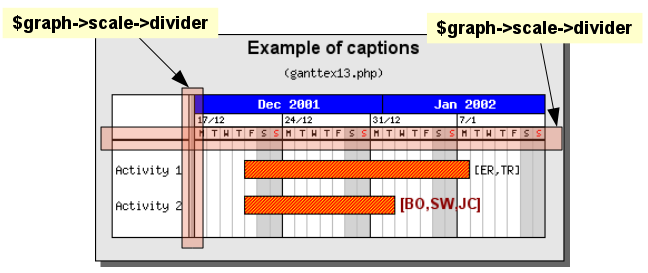 $graph->scale->divider
$graph->scale->divider
Example of captions
(ganttex13.php)
Dec 2001 Jan 2002
17/12 24/12 31/12 7/1
M T W T F S S M T W T F S S M T W T F S S M T W T F S S
Activity 1 [ER,TR]
Activity 2 [BO,SW,JC]